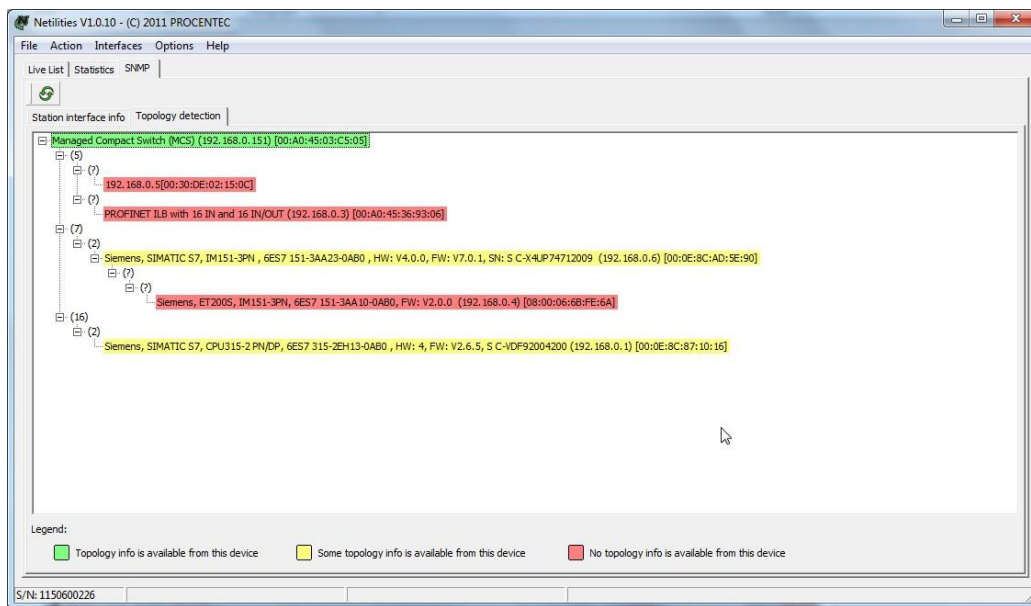 Netilities V1.0.10 - (C) 2011 PROCENTEC
File Action Interfaces Options Help
Live List Statistics SNMP
Station interface info Topology detection
Managed Compact Switch (MCS) (192.168.0.151) [00:A0:45:03:C5:05]
(5)
(?)
192.168.0.5[00:30:DE:02:15:0C]
(?)
PROFINET ILB with 16 IN and 16 IN/OUT (192.168.0.3) [00:A0:45:36:93:06]
(7)
(2)
Siemens, SIMATIC S7, IM151-3PN , 6ES7 151-3AA23-0AB0 , HW: V4.0.0, FW: V7.0.1, SN: S C-X4UP74712009 (192.168.0.6) [00:0E:8C:AD:5E:90]
(?)
(?)
Siemens, ET200S, IM151-3PN, 6ES7 151-3AA10-0AB0, FW: V2.0.0 (192.168.0.4) [08:00:06:6B:FE:6A]
(16)
(2)
Siemens, SIMATIC S7, CPU315-2 PN/DP, 6ES7 315-2EH13-0AB0 , HW: 4, FW: V2.6.5, S C-VDF92004200 (192.168.0.1) [00:0E:8C:87:10:16]
Legend:
Topology info is available from this device Some topology info is available from this device No topology info is available from this device
S/N: 1150600226